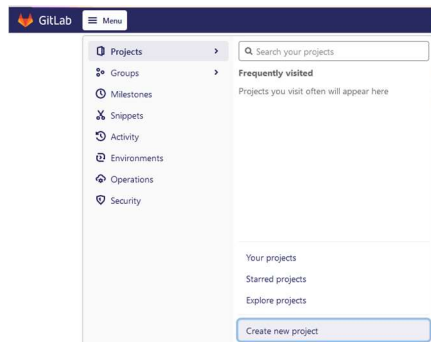 GitLab
Menu
Projects
Groups
Milestones
Snippets
Activity
Environments
Operations
Security
Search your projects
Frequently visited
Projects you visit often will appear here
Your projects
Starred projects
Explore projects
Create new project